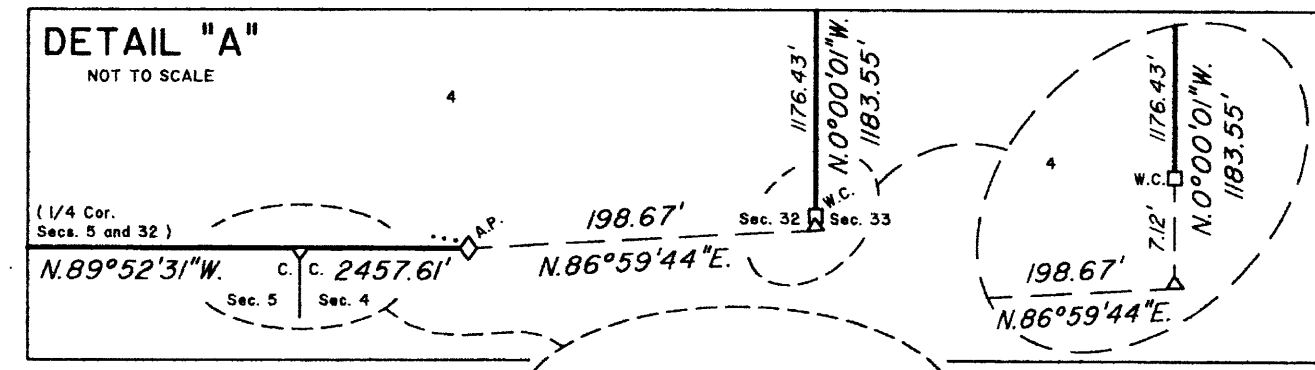 DETAIL "A"
NOT TO SCALE
4
1176.43'
N.0°00'01"W.
1183.55'
(1/4 Cor.
Secs. 5 and 32)
N.89°52'31"W.
C. C.
2457.61'
Sec. 5
Sec. 4
A.P.
198.67'
N.86°59'44"E.
W.C.
Sec. 32
Sec. 33
4
1176.43'
N.0°00'01"W.
1183.55'
W.C.
7.12'
198.67'
N.86°59'44"E.